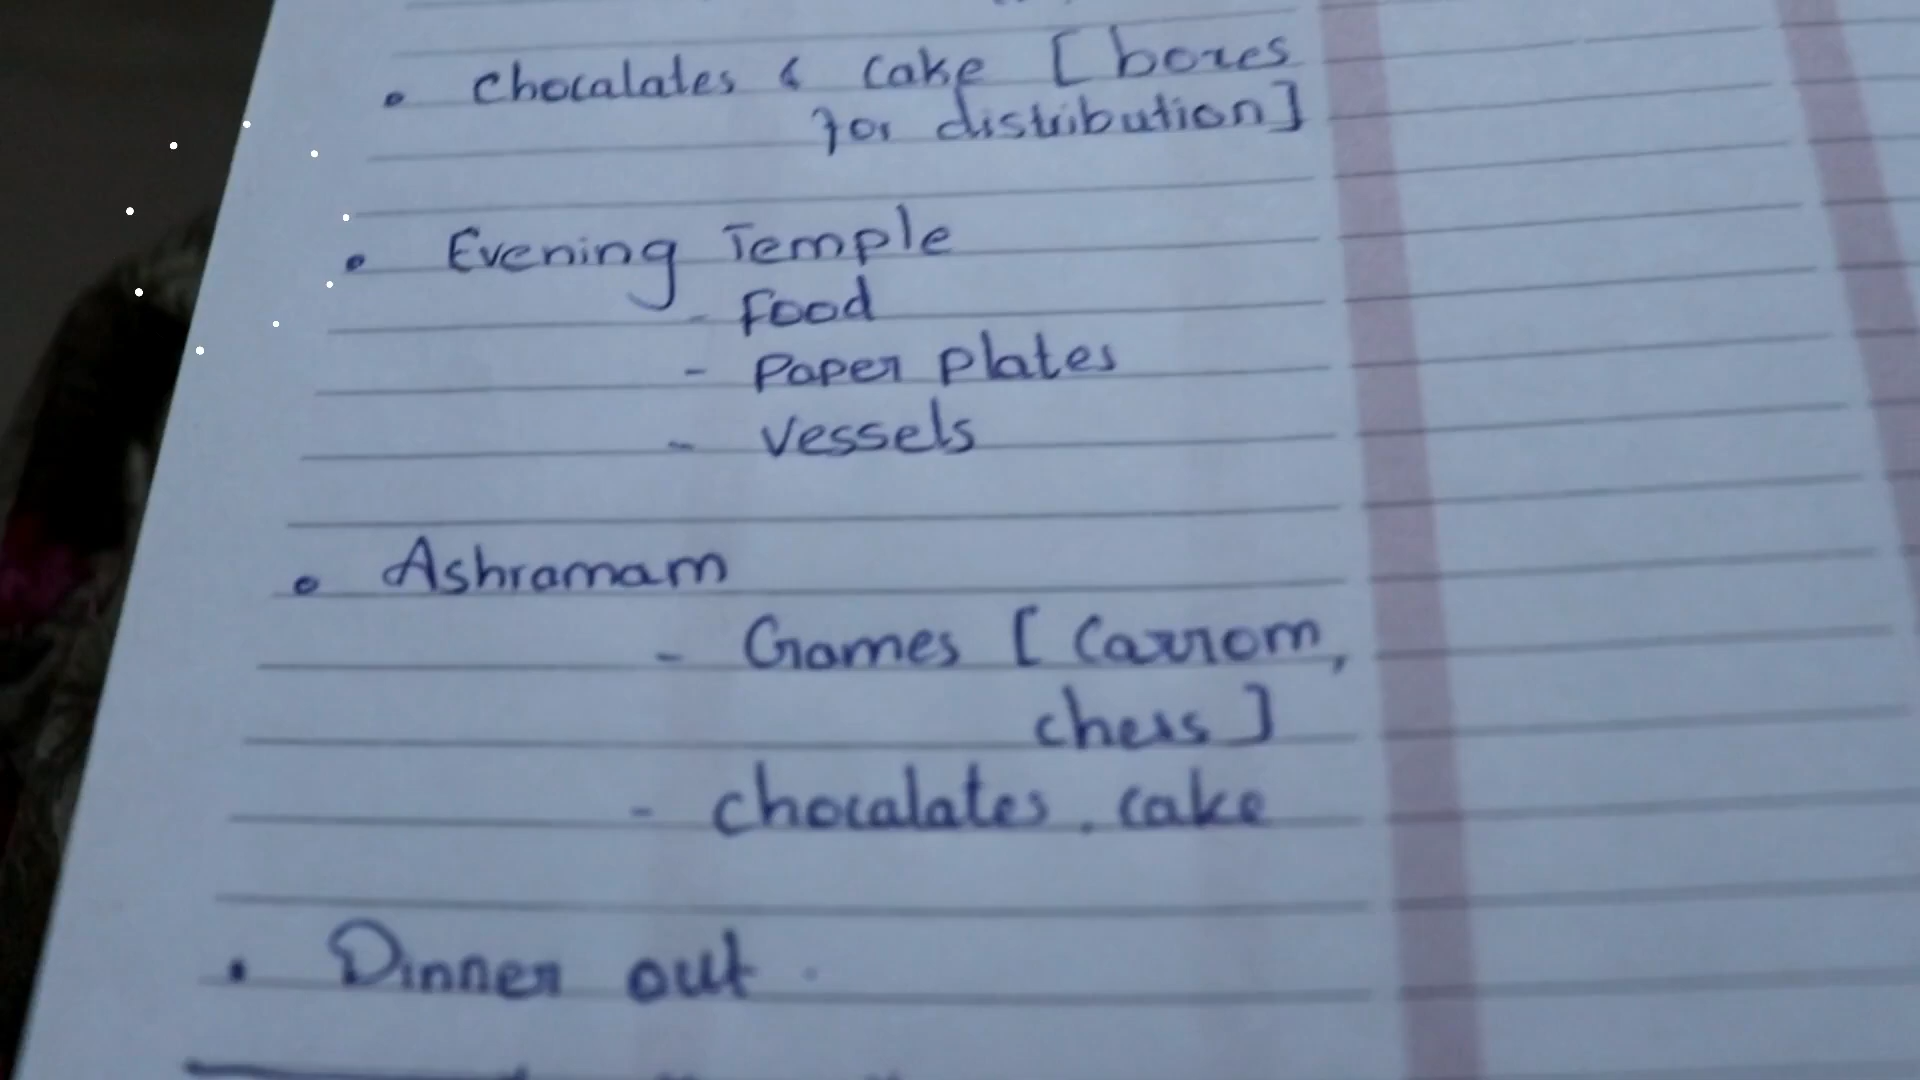 • Chocalates & Cake [boxes
for distribution]
• Evening Temple
- Food
- Paper plates
- Vessels
• Ashramam
- Games [Carrom,
chess]
- chocalates, cake
• Dinner out.